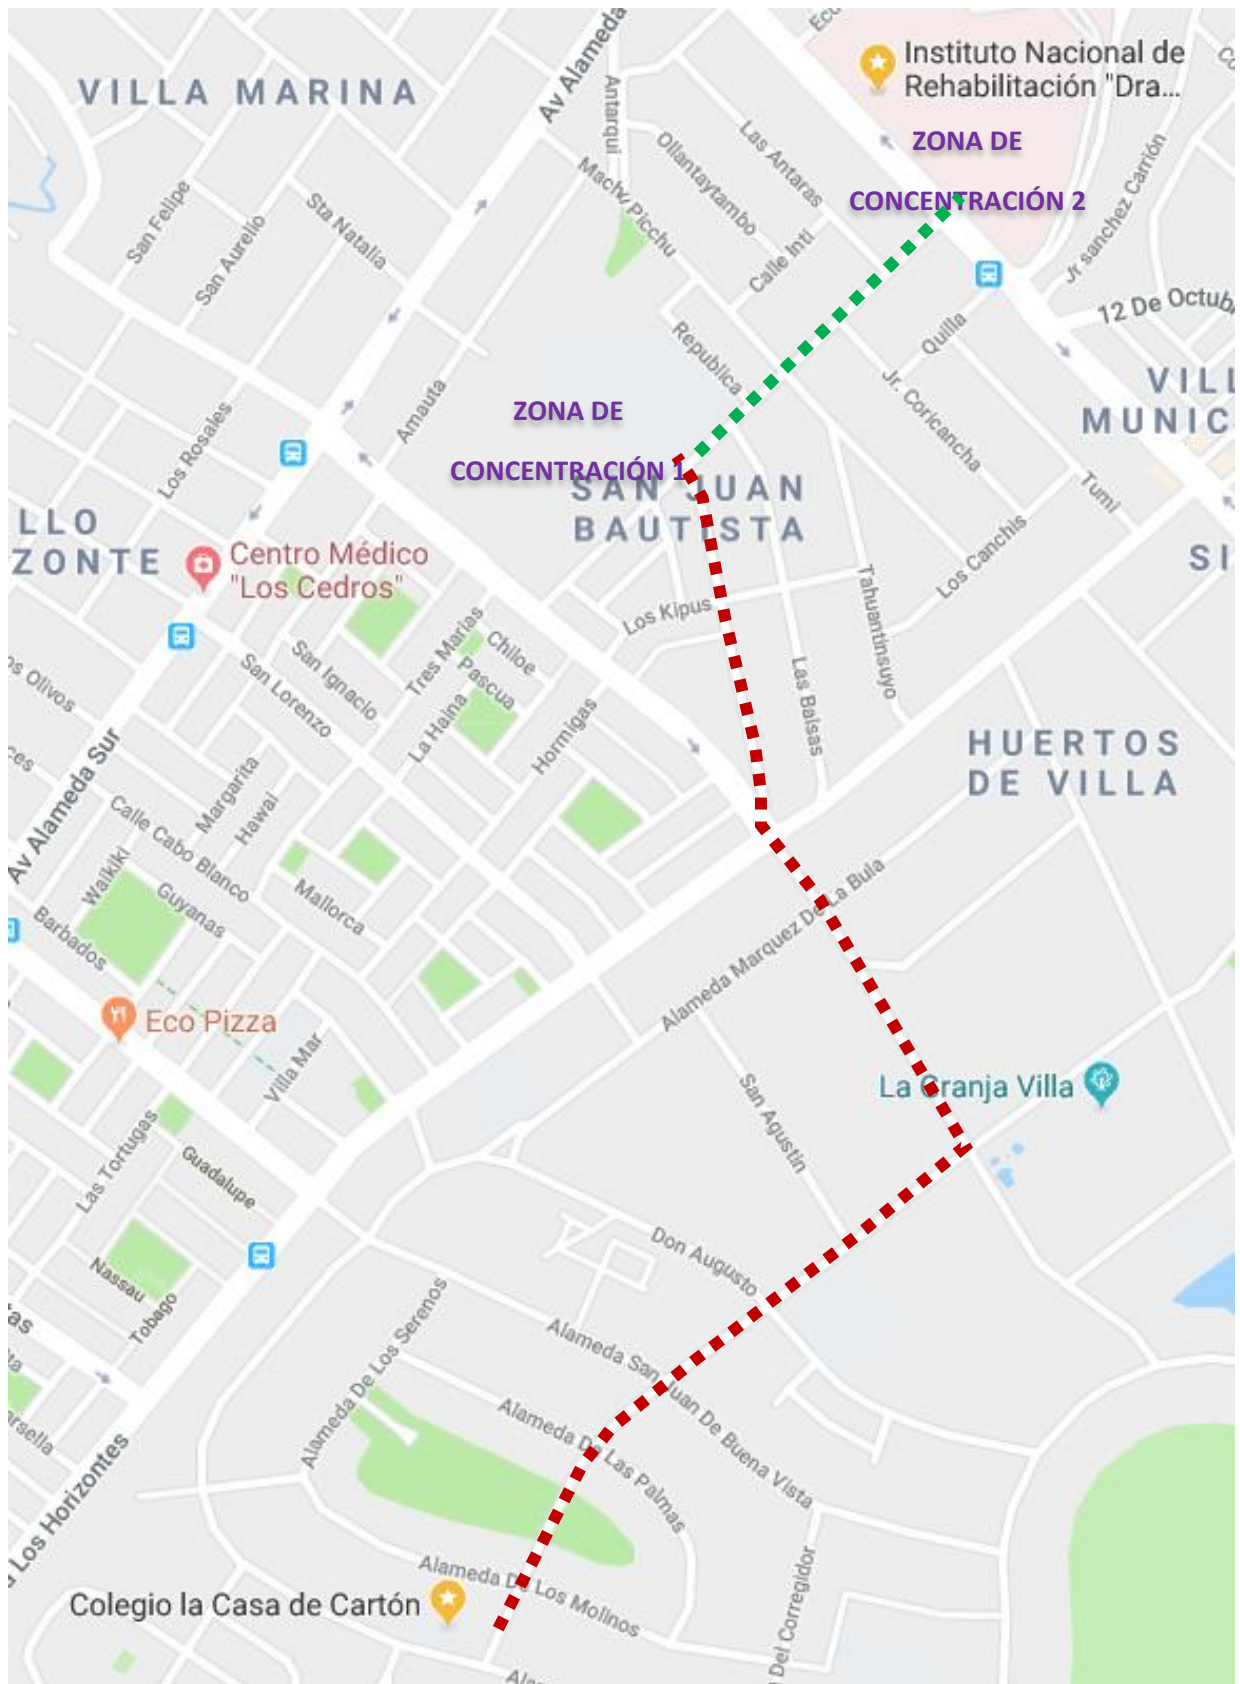 Av Alameda
Instituto Nacional de
Rehabilitación "Dra...
VILLA MARINA
Antarqui
Las Antaras
Ollantaytambo
ZONA DE
CONCENTRACIÓN 2
Machu Picchu
Jr sanchez Carrión
San Felipe
San Aurelio
Sta Natalia
Calle Inti
12 De Octub
Republica
Quilla
Jr. Coricancha
VILL
MUNIC
Amauta
Los Rosales
ZONA DE
CONCENTRACIÓN 1
SAN JUAN
BAUTISTA
Tumi
LLO
ZONTE
Centro Médico
"Los Cedros"
SI
Los Canchis
Tahuantinsuyo
Los Kipus
Las Balsas
Tres Marias
Chiloe
Pascua
La Haina
San Ignacio
San Lorenzo
Hormigas
os Olivos
ces
HUERTOS
DE VILLA
Av Alameda Sur
Margarita
Hawai
Calle Cabo Blanco
Waikiki
Guyanas
Mallorca
Barbados
Alameda Marquez De La Bula
Eco Pizza
Villa Mar
La Granja Villa
San Agustin
Las Tortugas
Guadalupe
Don Augusto
Nassau
Tobago
Alameda De Los Serenos
Alameda San Juan De Buena Vista
Alameda De Las Palmas
Los Horizontes
Alameda De Los Molinos
Colegio la Casa de Cartón
Del Corregidor